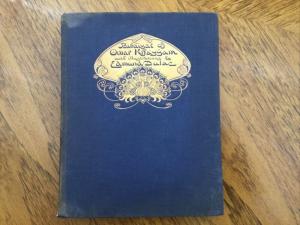 Rubaiyat of
Omar Khayyam
with illustrations by
Edmund Dulac